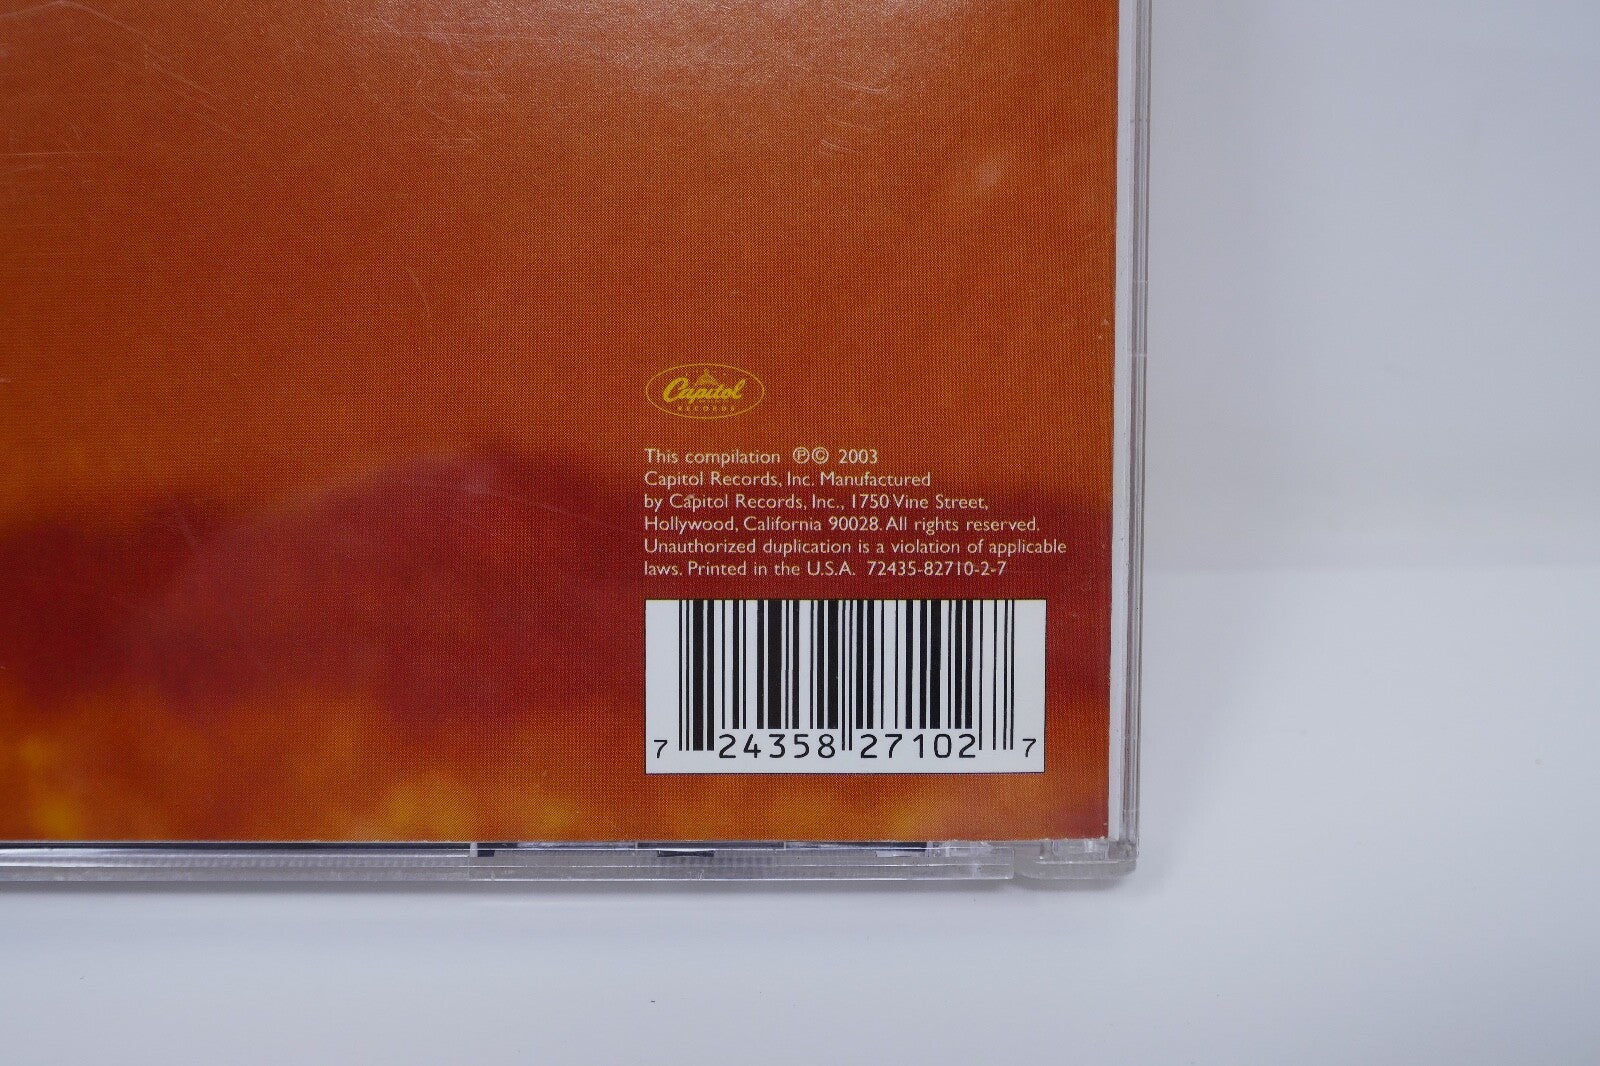 Capitol
RECORDS
This compilation ℗© 2003
Capitol Records, Inc. Manufactured
by Capitol Records, Inc., 1750 Vine Street,
Hollywood, California 90028. All rights reserved.
Unauthorized duplication is a violation of applicable
laws. Printed in the U.S.A. 72435-82710-2-7
7 24358 27102 7